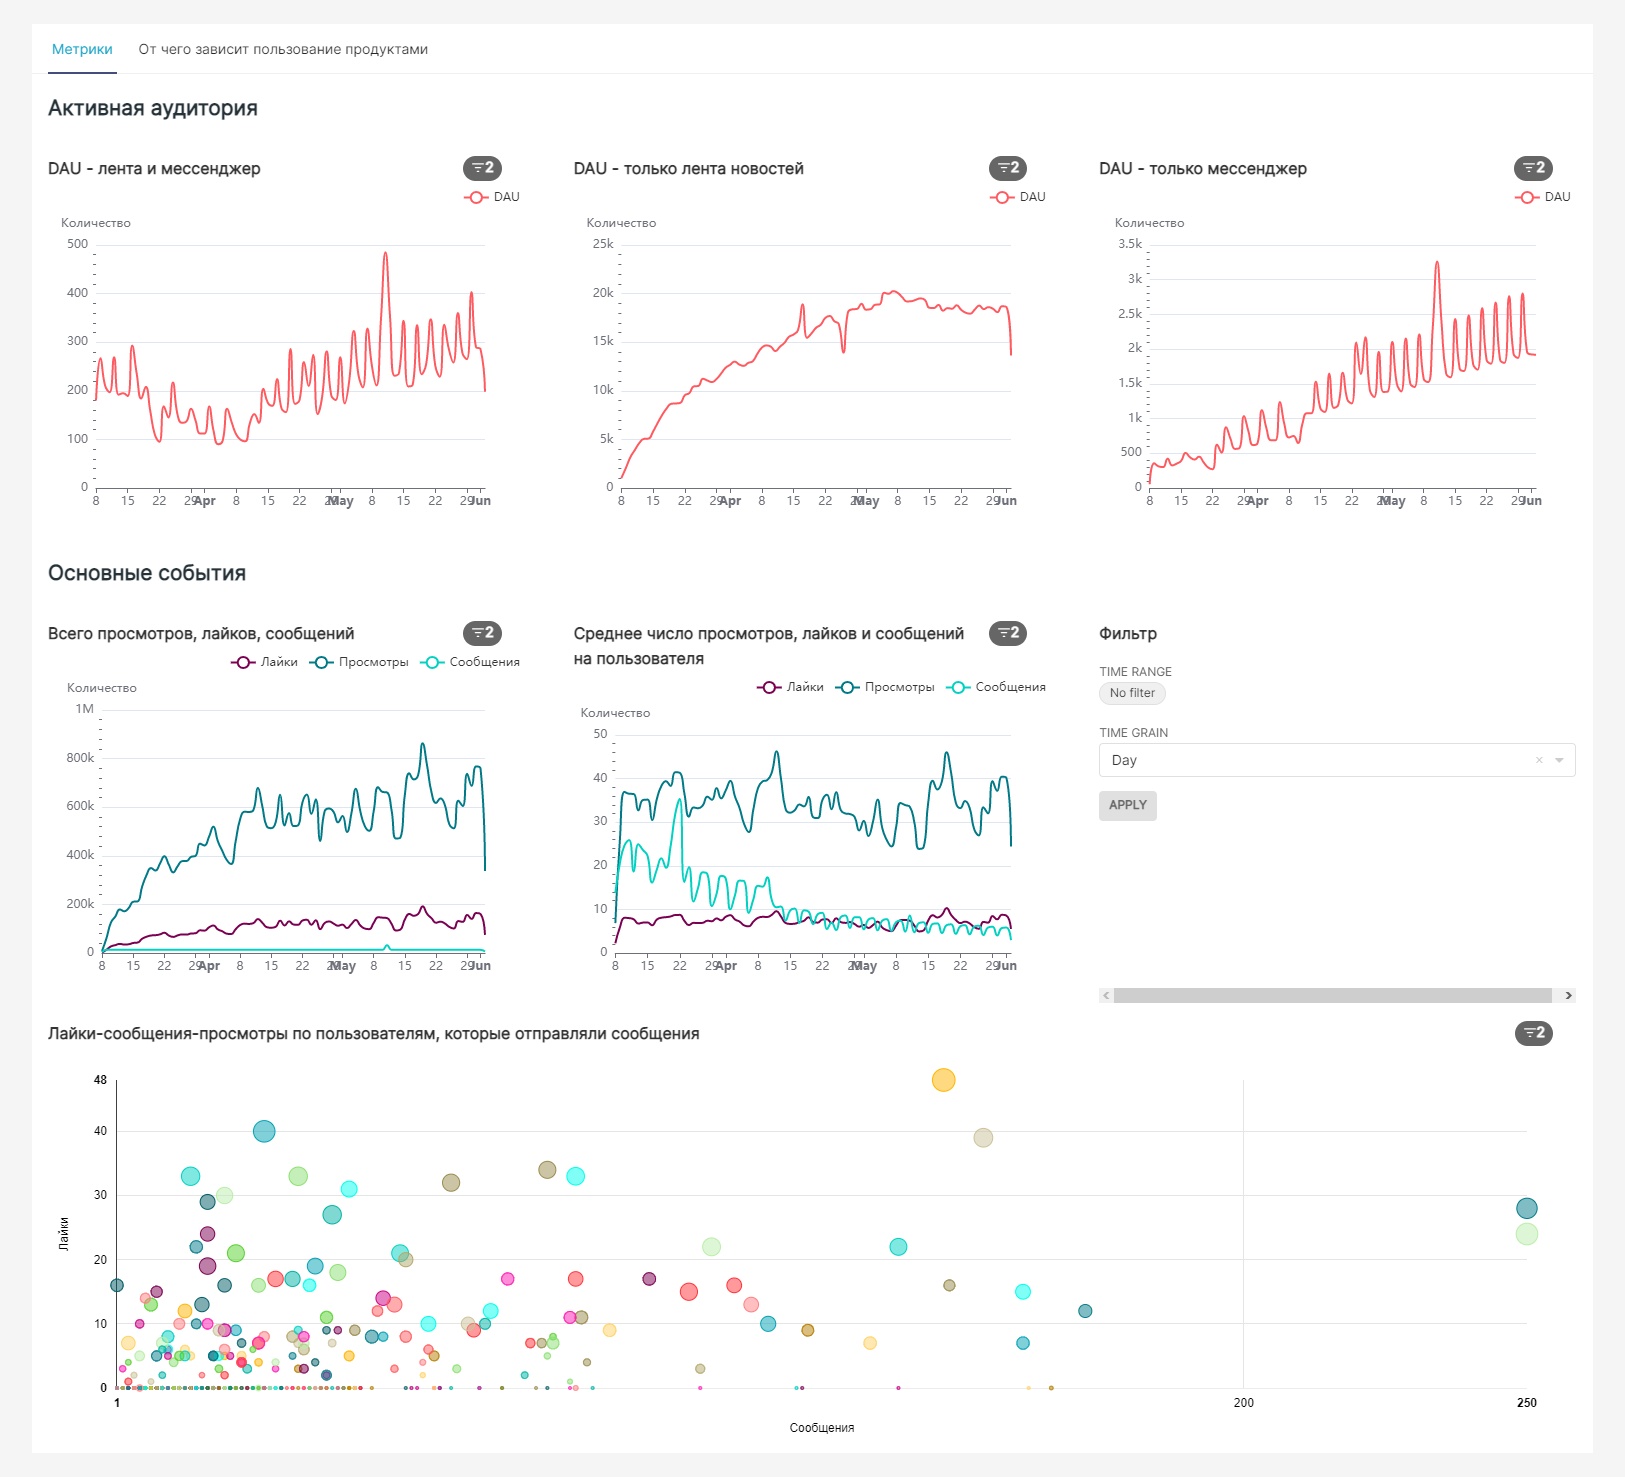 Метрики
От чего зависит пользование продуктами
Активная аудитория
DAU - лента и мессенджер
2
DAU
Количество
500
400
300
200
100
0
8 15 22 29 Apr 8 15 22 29 May 8 15 22 29 Jun
DAU - только лента новостей
2
DAU
Количество
25k
20k
15k
10k
5k
0
8 15 22 29 Apr 8 15 22 29 May 8 15 22 29 Jun
DAU - только мессенджер
2
DAU
Количество
3.5k
3k
2.5k
2k
1.5k
1k
500
0
8 15 22 29 Apr 8 15 22 29 May 8 15 22 29 Jun
Основные события
Всего просмотров, лайков, сообщений
2
Лайки Просмотры Сообщения
Количество
1M
800k
600k
400k
200k
0
8 15 22 29 Apr 8 15 22 29 May 8 15 22 29 Jun
Среднее число просмотров, лайков и сообщений
на пользователя
2
Лайки Просмотры Сообщения
Количество
50
40
30
20
10
0
8 15 22 29 Apr 8 15 22 29 May 8 15 22 29 Jun
Фильтр
TIME RANGE
No filter
TIME GRAIN
Day
APPLY
Лайки-сообщения-просмотры по пользователям, которые отправляли сообщения
2
48
40
30
20
10
0
Лайки
1 200 250
Сообщения